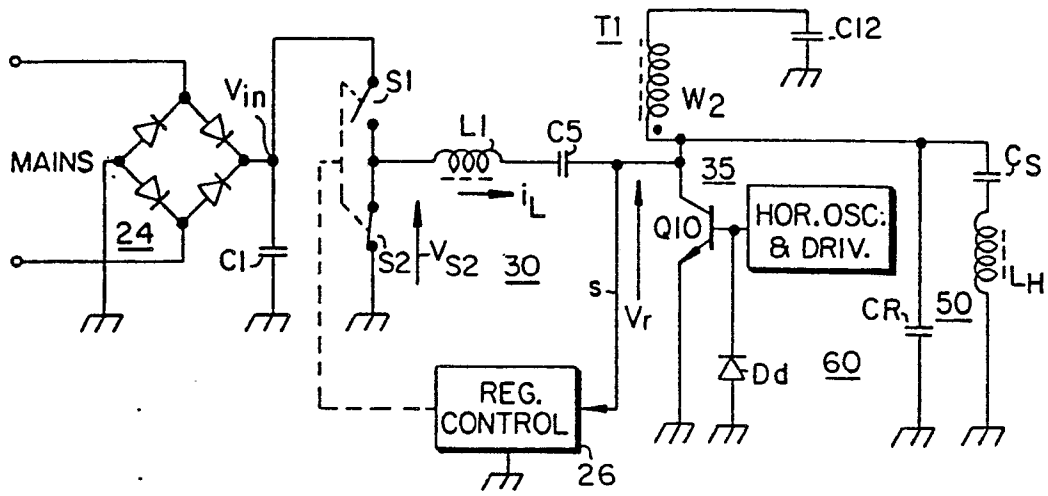 T1
C12
W2
Vin
S1
L1
C5
MAINS
iL
35
CS
24
C1
S2
VS2
30
Q10
HOR. OSC.
& DRIV.
LH
s
Vr
CR
50
60
Dd
REG.
CONTROL
26